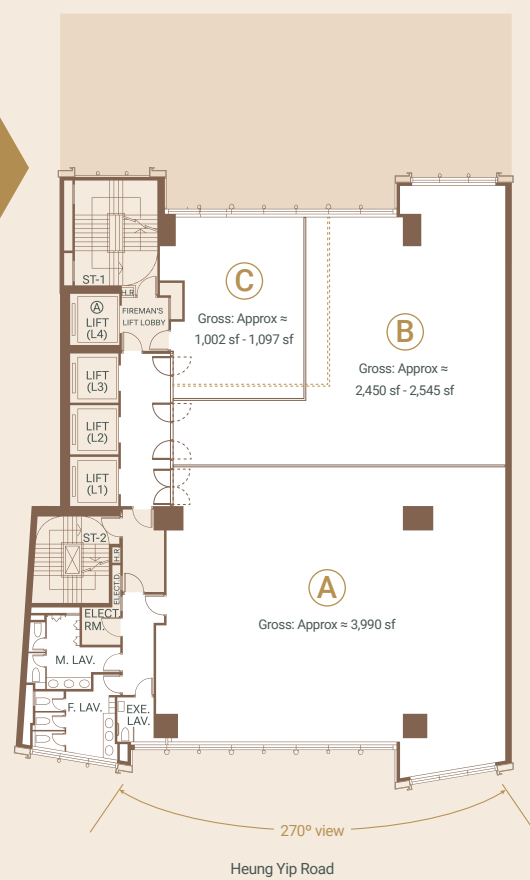 ST-1
H.R.
A
LIFT
(L4)
FIREMAN'S
LIFT LOBBY
C
Gross: Approx ≈
1,002 sf - 1,097 sf
B
Gross: Approx ≈
2,450 sf - 2,545 sf
LIFT
(L3)
LIFT
(L2)
LIFT
(L1)
ST-2
H.R.
ELECT.D.
ELECT.
RM.
A
Gross: Approx ≈ 3,990 sf
M. LAV.
F. LAV.
EXE.
LAV.
270º view
Heung Yip Road